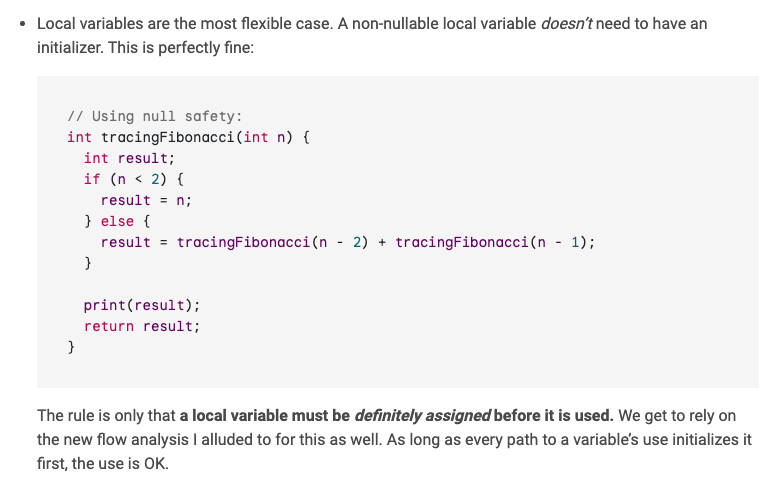 • Local variables are the most flexible case. A non-nullable local variable doesn’t need to have an
initializer. This is perfectly fine:
// Using null safety:
int tracingFibonacci(int n) {
  int result;
  if (n < 2) {
    result = n;
  } else {
    result = tracingFibonacci(n - 2) + tracingFibonacci(n - 1);
  }
  print(result);
  return result;
}
The rule is only that a local variable must be definitely assigned before it is used. We get to rely on
the new flow analysis I alluded to for this as well. As long as every path to a variable’s use initializes it
first, the use is OK.